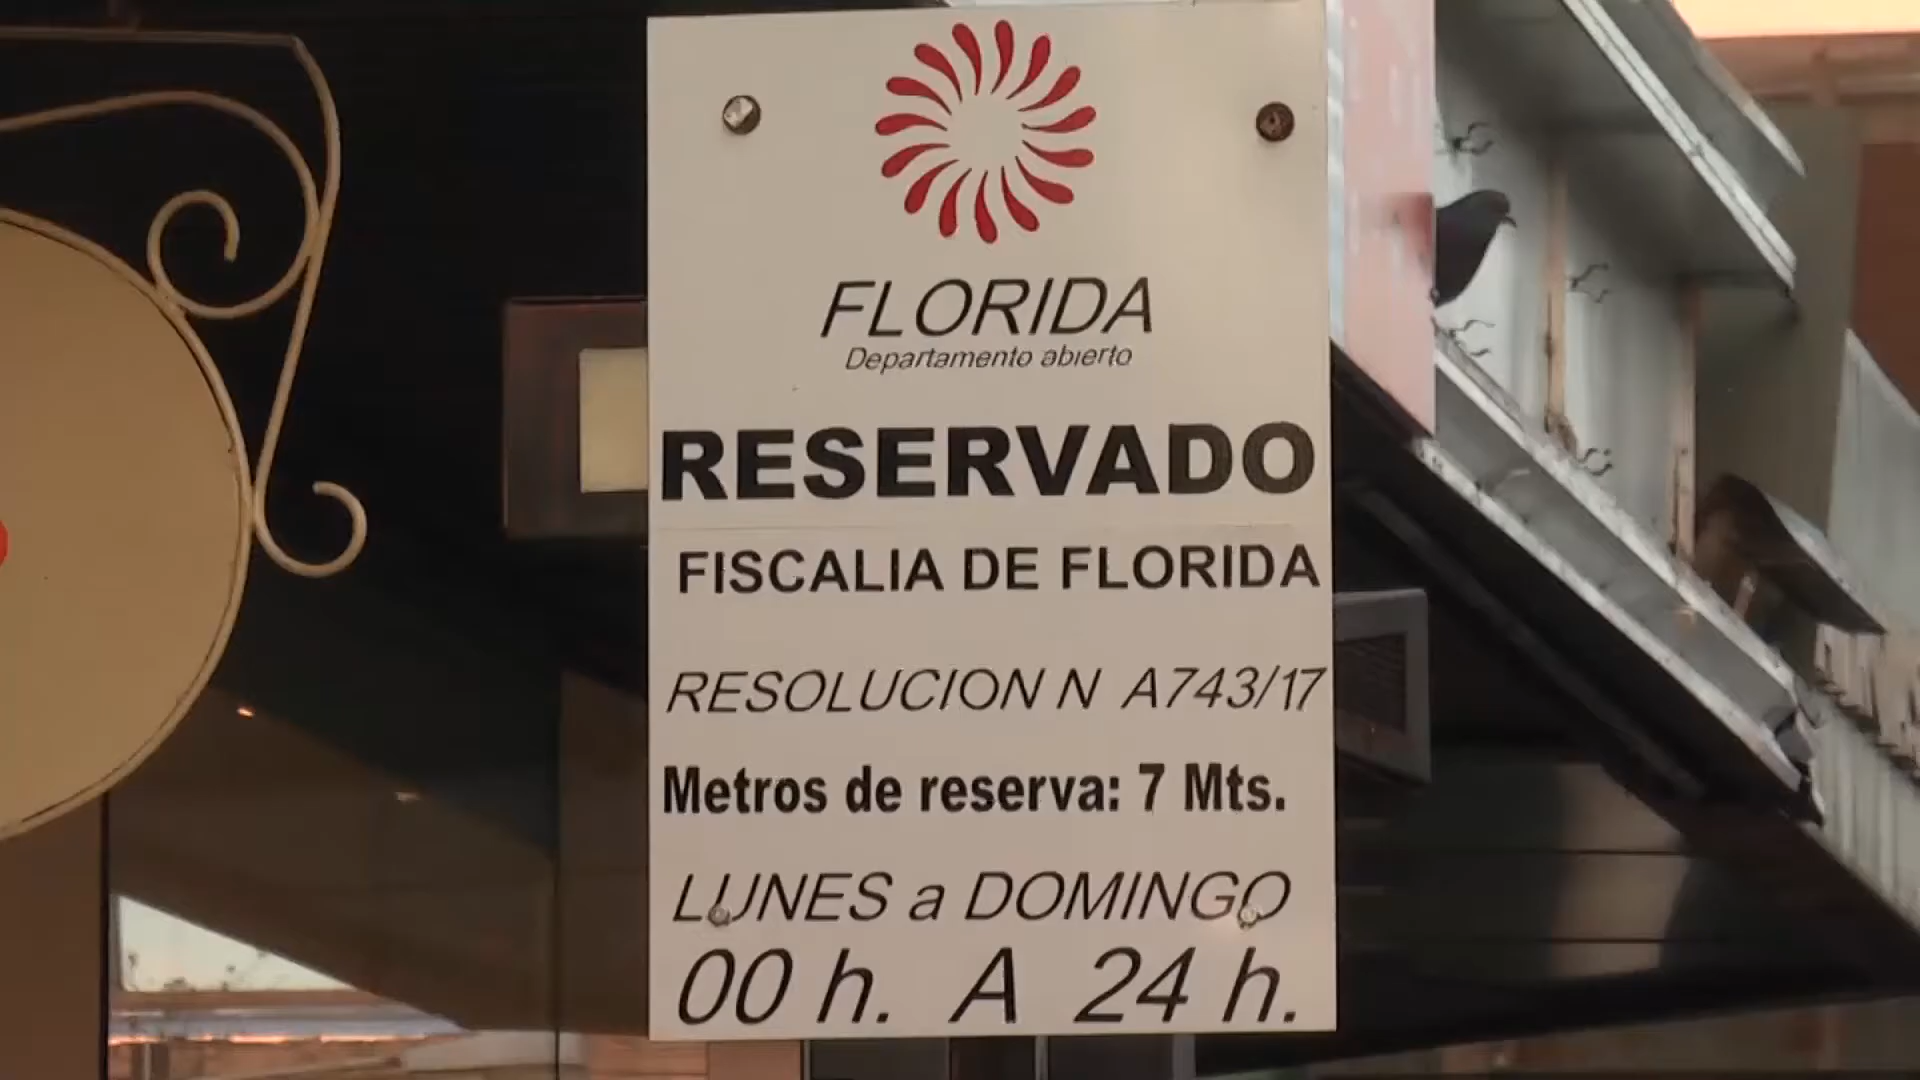 FLORIDA
Departamento abierto
RESERVADO
FISCALIA DE FLORIDA
RESOLUCION N A743/17
Metros de reserva: 7 Mts.
LUNES a DOMINGO
00 h. A 24 h.